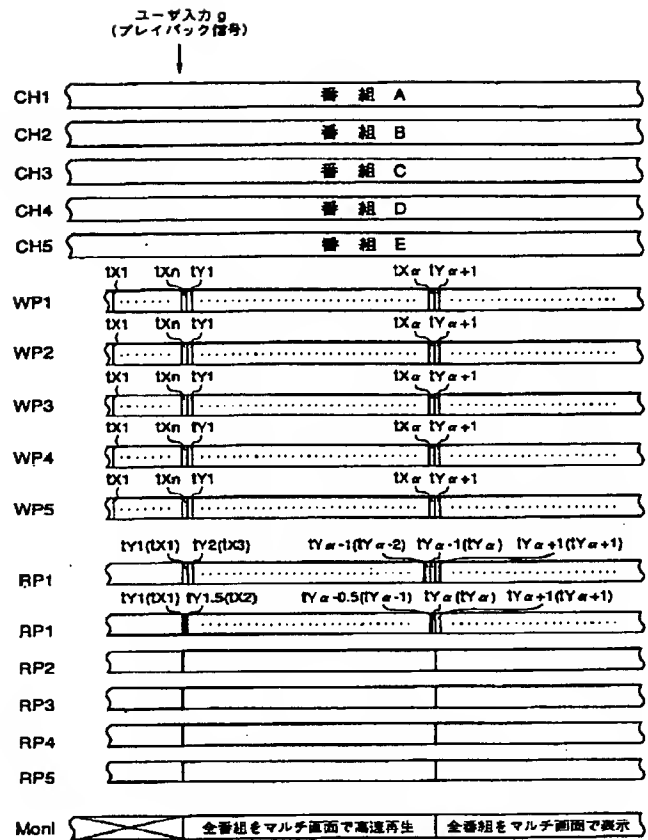 ユーザ入力 g
(プレイバック信号)
CH1 番組 A
CH2 番組 B
CH3 番組 C
CH4 番組 D
CH5 番組 E
tX1 tXn tY1 tXα tYα+1
WP1
tX1 tXn tY1 tXα tYα+1
WP2
tX1 tXn tY1 tXα tYα+1
WP3
tX1 tXn tY1 tXα tYα+1
WP4
tX1 tXn tY1 tXα tYα+1
WP5
tY1(tX1) tY2(tX3) tYα-1(tYα-2) tYα-1(tYα) tYα+1(tYα+1)
RP1
tY1(tX1) tY1.5(tX2) tYα-0.5(tYα-1) tYα(tYα) tYα+1(tYα+1)
RP1
RP2
RP3
RP4
RP5
Moni 全番組をマルチ画面で高速再生 全番組をマルチ画面で表示